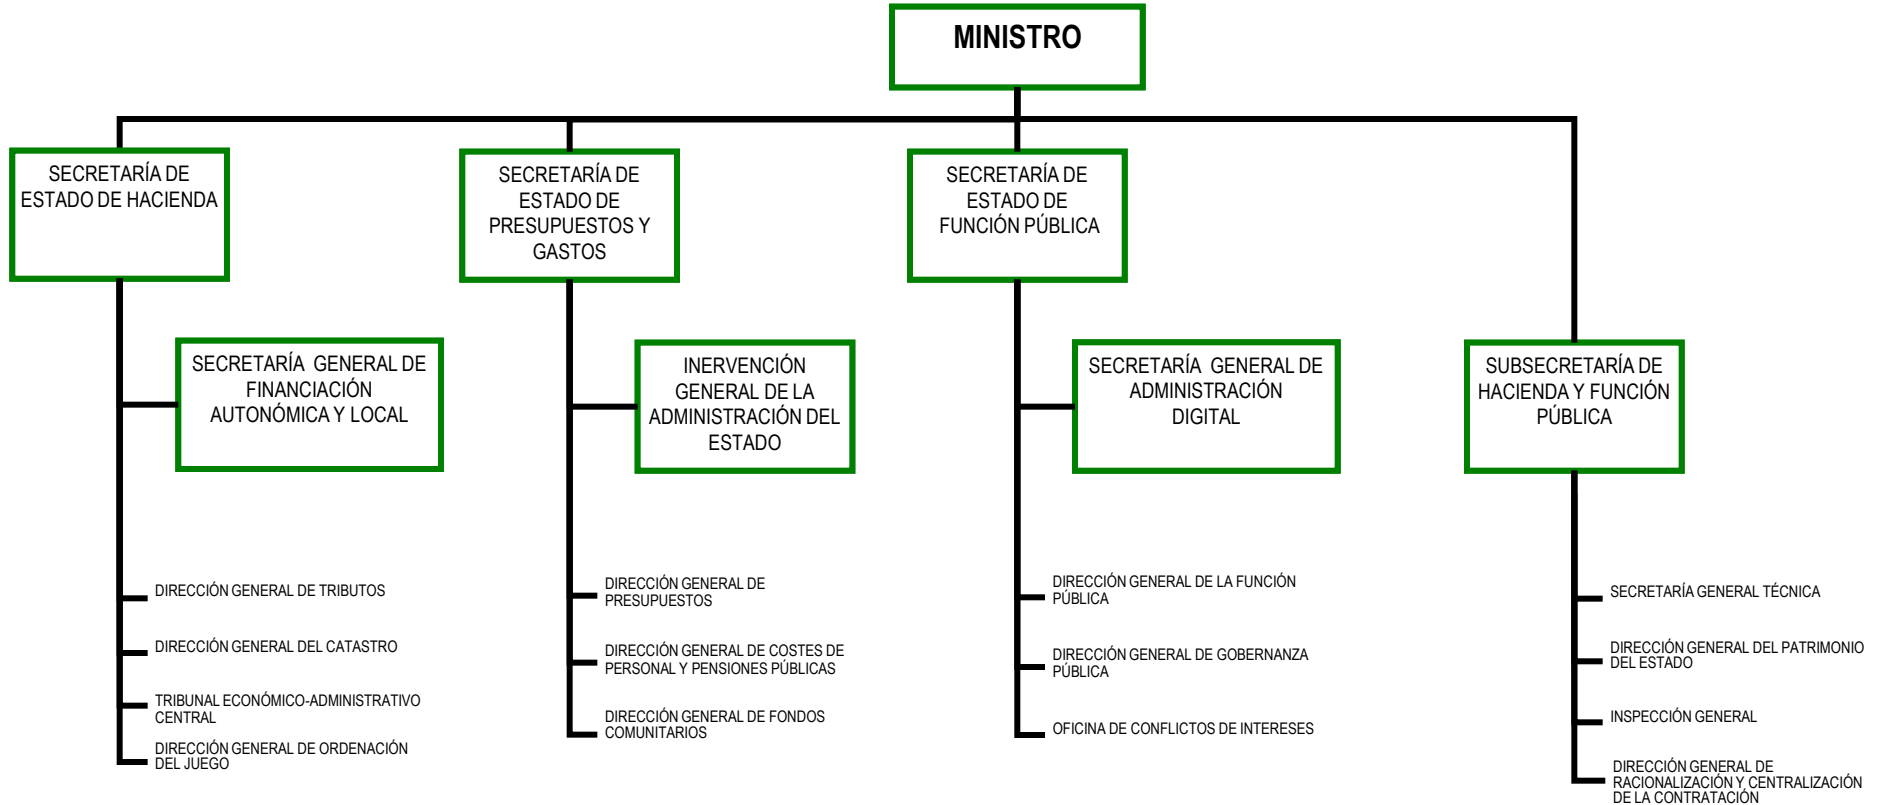 MINISTRO
SECRETARÍA DE
ESTADO DE HACIENDA
SECRETARÍA DE
ESTADO DE
PRESUPUESTOS Y
GASTOS
SECRETARÍA DE
ESTADO DE
FUNCIÓN PÚBLICA
SECRETARÍA GENERAL DE
FINANCIACIÓN
AUTONÓMICA Y LOCAL
INERVENCIÓN
GENERAL DE LA
ADMINISTRACIÓN DEL
ESTADO
SECRETARÍA GENERAL DE
ADMINISTRACIÓN
DIGITAL
SUBSECRETARÍA DE
HACIENDA Y FUNCIÓN
PÚBLICA
DIRECCIÓN GENERAL DE TRIBUTOS
DIRECCIÓN GENERAL DEL CATASTRO
TRIBUNAL ECONÓMICO-ADMINISTRATIVO
CENTRAL
DIRECCIÓN GENERAL DE ORDENACIÓN
DEL JUEGO
DIRECCIÓN GENERAL DE
PRESUPUESTOS
DIRECCIÓN GENERAL DE COSTES DE
PERSONAL Y PENSIONES PÚBLICAS
DIRECCIÓN GENERAL DE FONDOS
COMUNITARIOS
DIRECCIÓN GENERAL DE LA FUNCIÓN
PÚBLICA
DIRECCIÓN GENERAL DE GOBERNANZA
PÚBLICA
OFICINA DE CONFLICTOS DE INTERESES
SECRETARÍA GENERAL TÉCNICA
DIRECCIÓN GENERAL DEL PATRIMONIO
DEL ESTADO
INSPECCIÓN GENERAL
DIRECCIÓN GENERAL DE
RACIONALIZACIÓN Y CENTRALIZACIÓN
DE LA CONTRATACIÓN